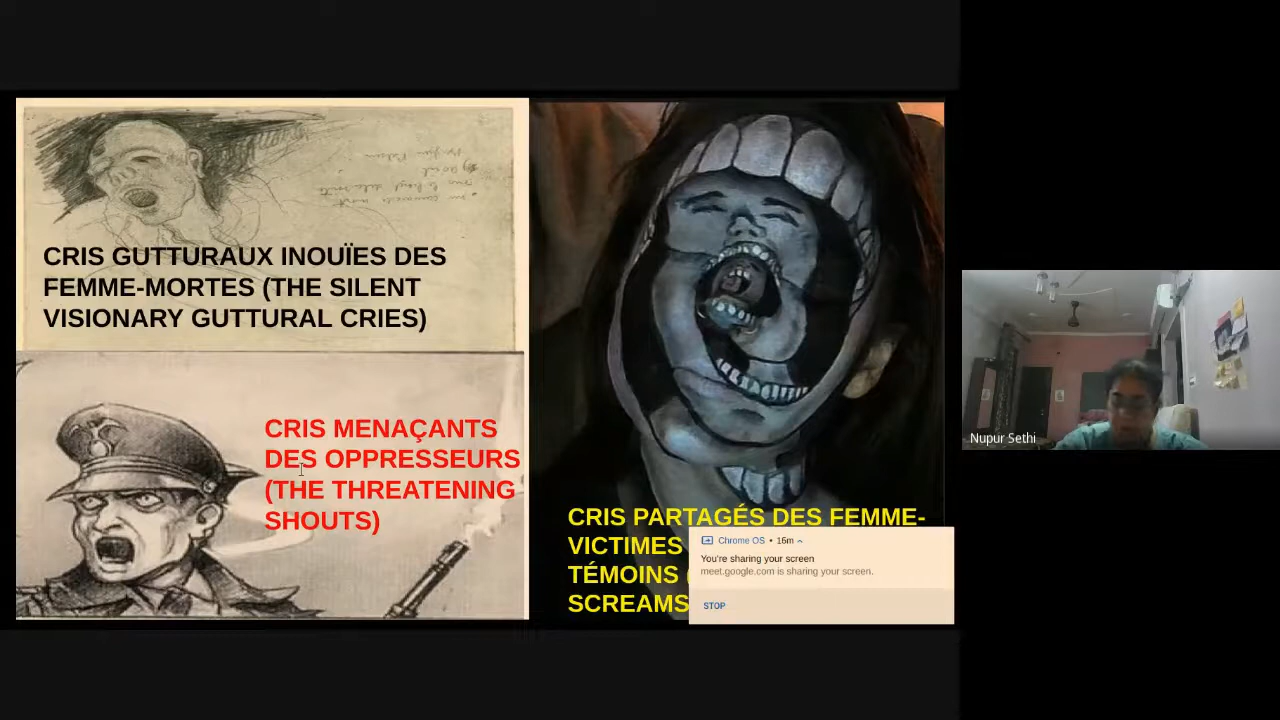 CRIS GUTTURAUX INOUÏES DES
FEMME-MORTES (THE SILENT
VISIONARY GUTTURAL CRIES)
CRIS MENAÇANTS
DES OPPRESSEURS
(THE THREATENING
SHOUTS)
CRIS PARTAGÉS DES FEMME-
VICTIMES
TÉMOINS
SCREAMS
Chrome OS • 16m
You're sharing your screen
meet.google.com is sharing your screen.
STOP
Nupur Sethi